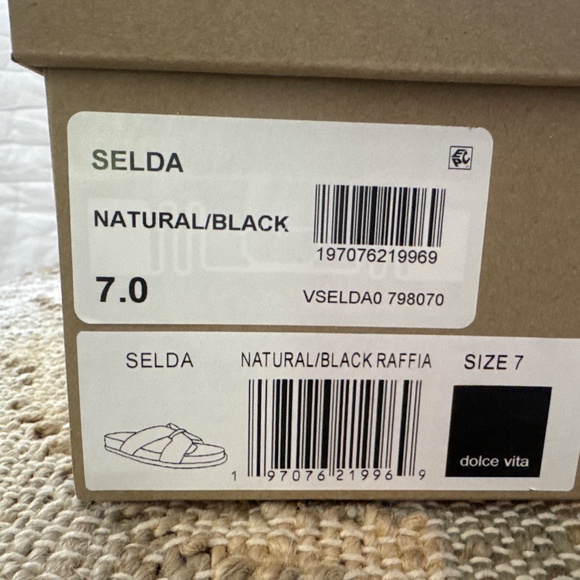 SELDA
NATURAL/BLACK
197076219969
7.0
VSELDA0 798070
SELDA
NATURAL/BLACK RAFFIA
SIZE 7
1 97076 21996 9
dolce vita